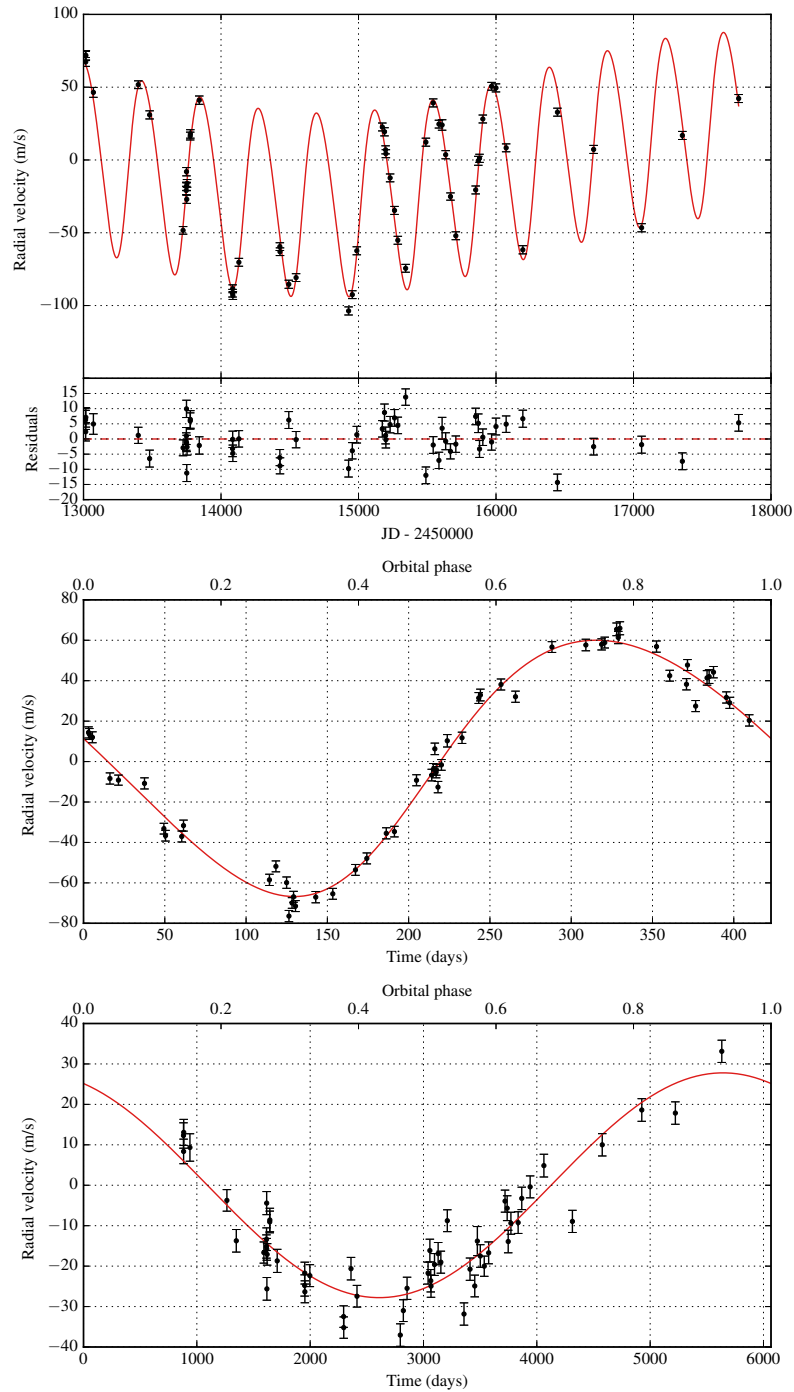 100
50
0
−50
−100
Radial velocity (m/s)
15
10
5
0
−5
−10
−15
−20
Residuals
13000 14000 15000 16000 17000 18000
JD - 2450000
Orbital phase
0.0 0.2 0.4 0.6 0.8 1.0
80
60
40
20
0
−20
−40
−60
−80
Radial velocity (m/s)
0 50 100 150 200 250 300 350 400
Time (days)
Orbital phase
0.0 0.2 0.4 0.6 0.8 1.0
40
30
20
10
0
−10
−20
−30
−40
Radial velocity (m/s)
0 1000 2000 3000 4000 5000 6000
Time (days)